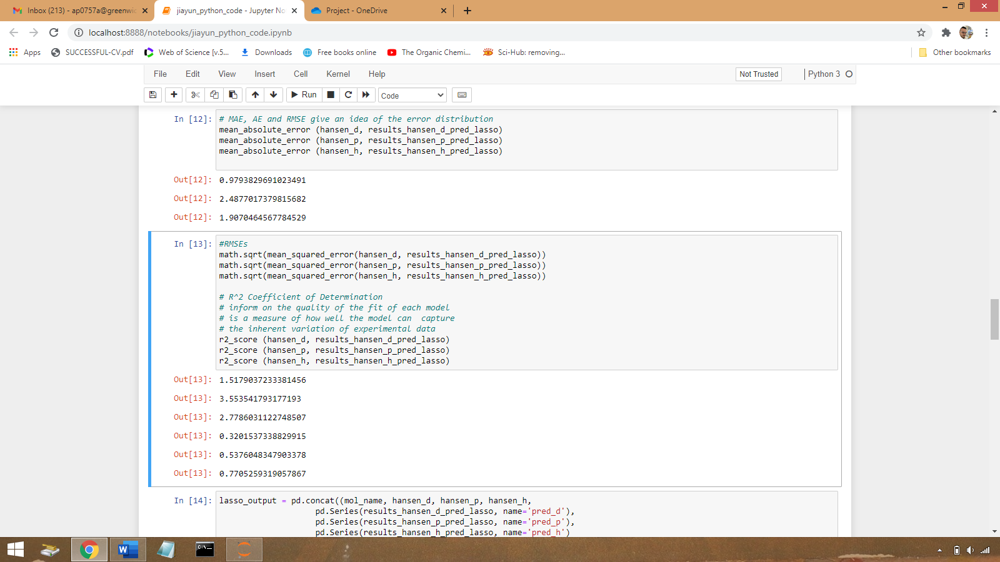 Inbox (213) - ap0757a@greenwic
jiayun_python_code - Jupyter No
Project - OneDrive
localhost:8888/notebooks/jiayun_python_code.ipynb
Apps
SUCCESSFUL-CV.pdf
Web of Science [v.5...
Downloads
Free books online
The Organic Chemi...
Sci-Hub: removing...
Other bookmarks
File Edit View Insert Cell Kernel Help
Not Trusted
Python 3
Run
Code
In [12]: # MAE, AE and RMSE give an idea of the error distribution
mean_absolute_error (hansen_d, results_hansen_d_pred_lasso)
mean_absolute_error (hansen_p, results_hansen_p_pred_lasso)
mean_absolute_error (hansen_h, results_hansen_h_pred_lasso)
Out[12]: 0.9793829691023491
Out[12]: 2.4877017379815682
Out[12]: 1.9070464567784529
In [13]: #RMSEs
math.sqrt(mean_squared_error(hansen_d, results_hansen_d_pred_lasso))
math.sqrt(mean_squared_error(hansen_p, results_hansen_p_pred_lasso))
math.sqrt(mean_squared_error(hansen_h, results_hansen_h_pred_lasso))
# R^2 Coefficient of Determination
# inform on the quality of the fit of each model
# is a measure of how well the model can  capture
# the inherent variation of experimental data
r2_score (hansen_d, results_hansen_d_pred_lasso)
r2_score (hansen_p, results_hansen_p_pred_lasso)
r2_score (hansen_h, results_hansen_h_pred_lasso)
Out[13]: 1.5179037233381456
Out[13]: 3.553541793177193
Out[13]: 2.7786031122748507
Out[13]: 0.3201537338829915
Out[13]: 0.5376048347903378
Out[13]: 0.7705259319057867
In [14]: lasso_output = pd.concat((mol_name, hansen_d, hansen_p, hansen_h,
pd.Series(results_hansen_d_pred_lasso, name='pred_d'),
pd.Series(results_hansen_p_pred_lasso, name='pred_p'),
pd.Series(results_hansen_h_pred_lasso, name='pred_h')